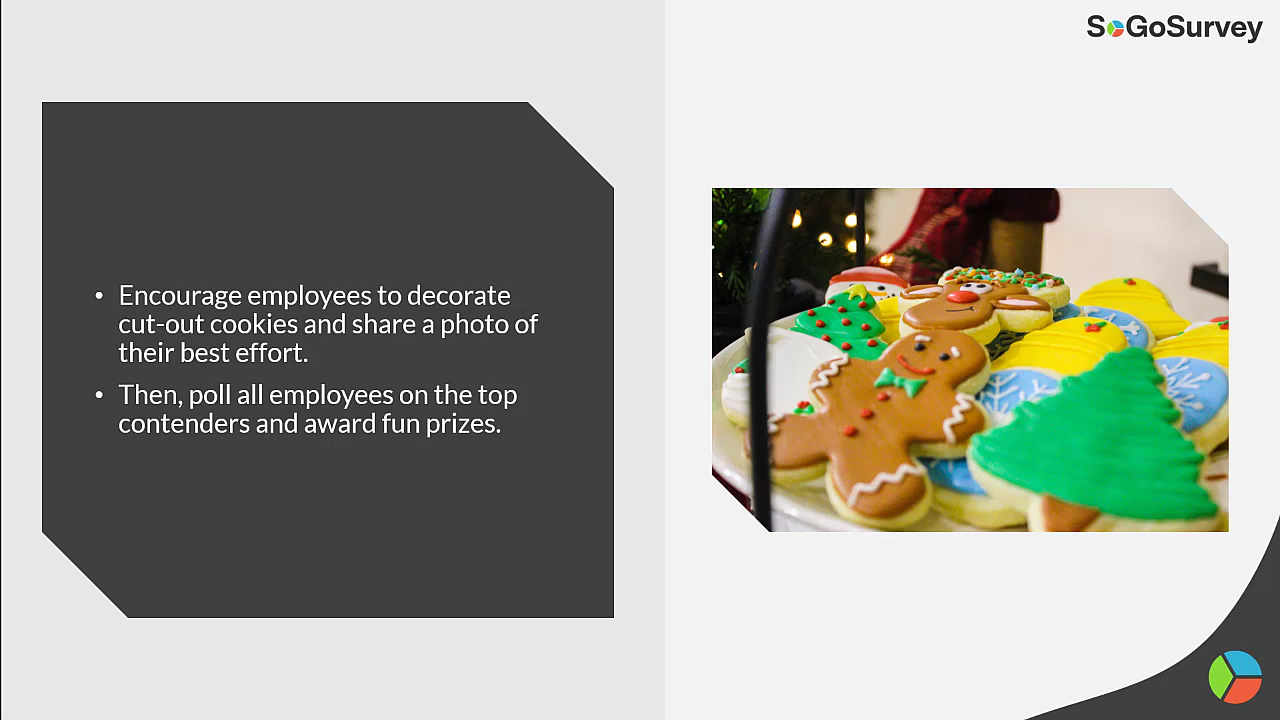 SoGoSurvey
• Encourage employees to decorate
cut-out cookies and share a photo of
their best effort.
• Then, poll all employees on the top
contenders and award fun prizes.